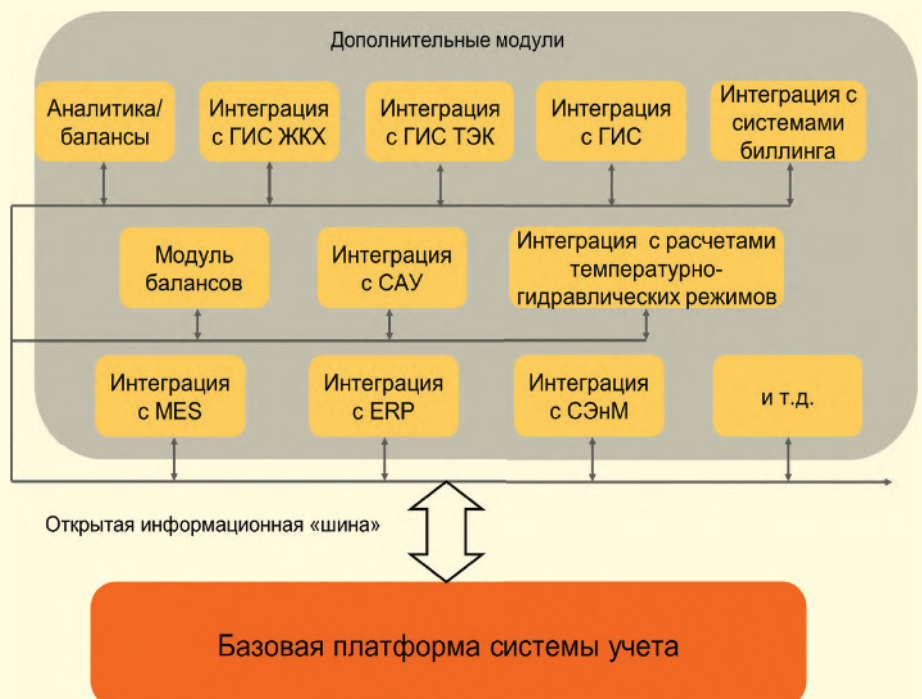 Дополнительные модули
Аналитика/
балансы
Интеграция
с ГИС ЖКХ
Интеграция
с ГИС ТЭК
Интеграция
с ГИС
Интеграция с
системами
биллинга
Модуль
балансов
Интеграция
с САУ
Интеграция с расчетами
температурно-
гидравлических режимов
Интеграция
с MES
Интеграция
с ERP
Интеграция
с СЭнМ
и т.д.
Открытая информационная «шина»
Базовая платформа системы учета